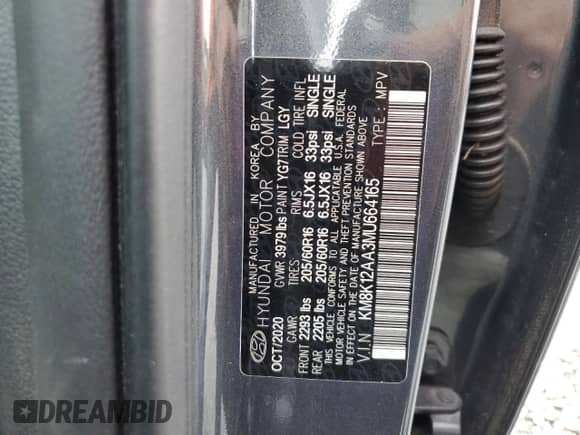 MANUFACTURED IN KOREA BY
HYUNDAI MOTOR COMPANY
OCT/2020 GVWR 3979 lbs PAINT YG7 TRIM LGY
GAWR TIRES RIMS COLD TIRE INFL
FRONT 2293 lbs 205/60R16 6.5JX16 33psi SINGLE
REAR 2205 lbs 205/60R16 6.5JX16 33psi SINGLE
THIS VEHICLE CONFORMS TO ALL APPLICATABLE U.S.A. FEDERAL
MOTOR VEHICLE SAFETY AND THEFT PREVENTION STANDARDS
IN EFFECT ON THE DATE OF MANUFACTURE SHOWN ABOVE
V.I.N: KM8K12AA3MU664165 TYPE : MPV
DREAMBID